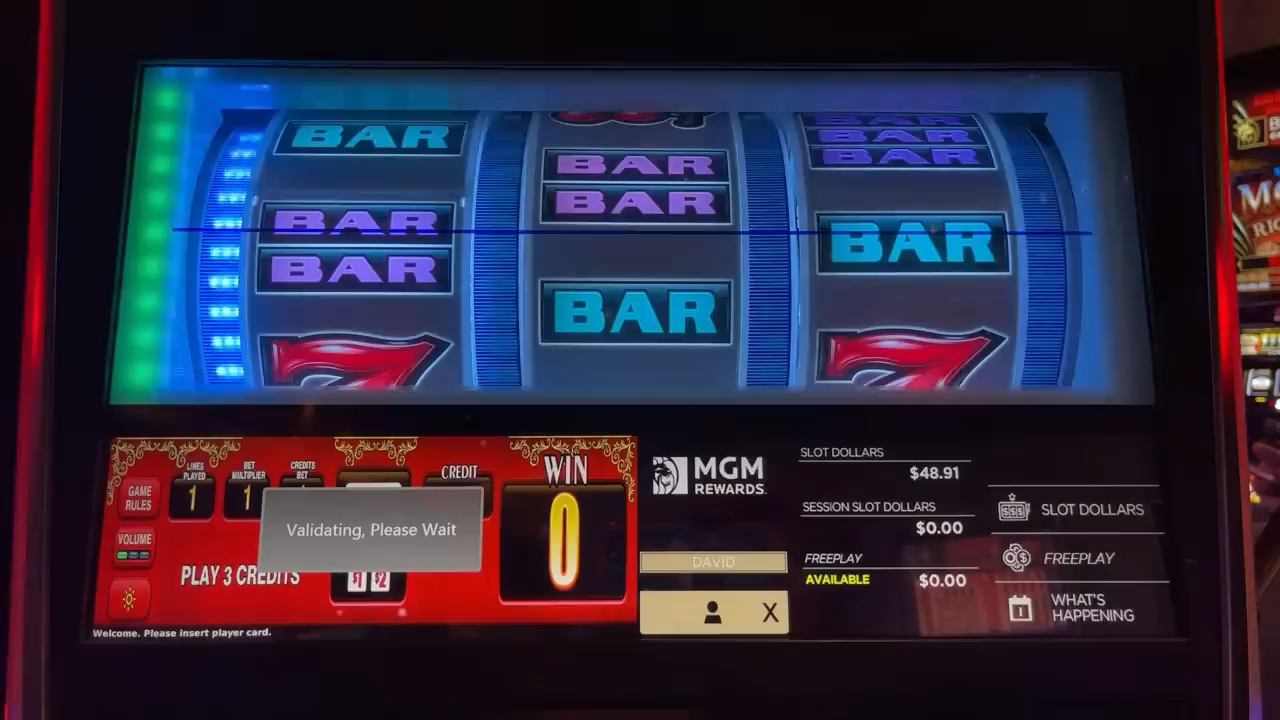 BAR
BAR
BAR
BAR
BAR
BAR
BAR
BAR
BAR
BAR
7
7
LINES
PLAYED
1
BET
MULTIPLIER
1
CREDITS
BET
CREDIT
WIN
0
GAME
RULES
VOLUME
Validating, Please Wait
PLAY 3 CREDITS
$1 $2
Welcome. Please insert player card.
MGM
REWARDS
DAVID
X
SLOT DOLLARS
$48.91
SESSION SLOT DOLLARS
$0.00
FREEPLAY
AVAILABLE
$0.00
SLOT DOLLARS
FREEPLAY
WHAT'S
HAPPENING